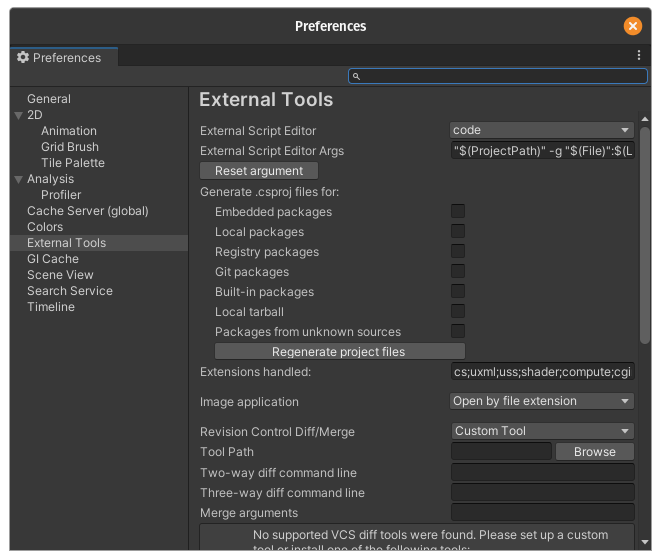 Preferences
Preferences
General
2D
Animation
Grid Brush
Tile Palette
Analysis
Profiler
Cache Server (global)
Colors
External Tools
GI Cache
Scene View
Search Service
Timeline
External Tools
External Script Editor code
External Script Editor Args "$(ProjectPath)" -g "$(File)":$(L
Reset argument
Generate .csproj files for:
Embedded packages
Local packages
Registry packages
Git packages
Built-in packages
Local tarball
Packages from unknown sources
Regenerate project files
Extensions handled: cs;uxml;uss;shader;compute;cgi
Image application Open by file extension
Revision Control Diff/Merge Custom Tool
Tool Path Browse
Two-way diff command line
Three-way diff command line
Merge arguments
No supported VCS diff tools were found. Please set up a custom
tool or install one of the following tools: